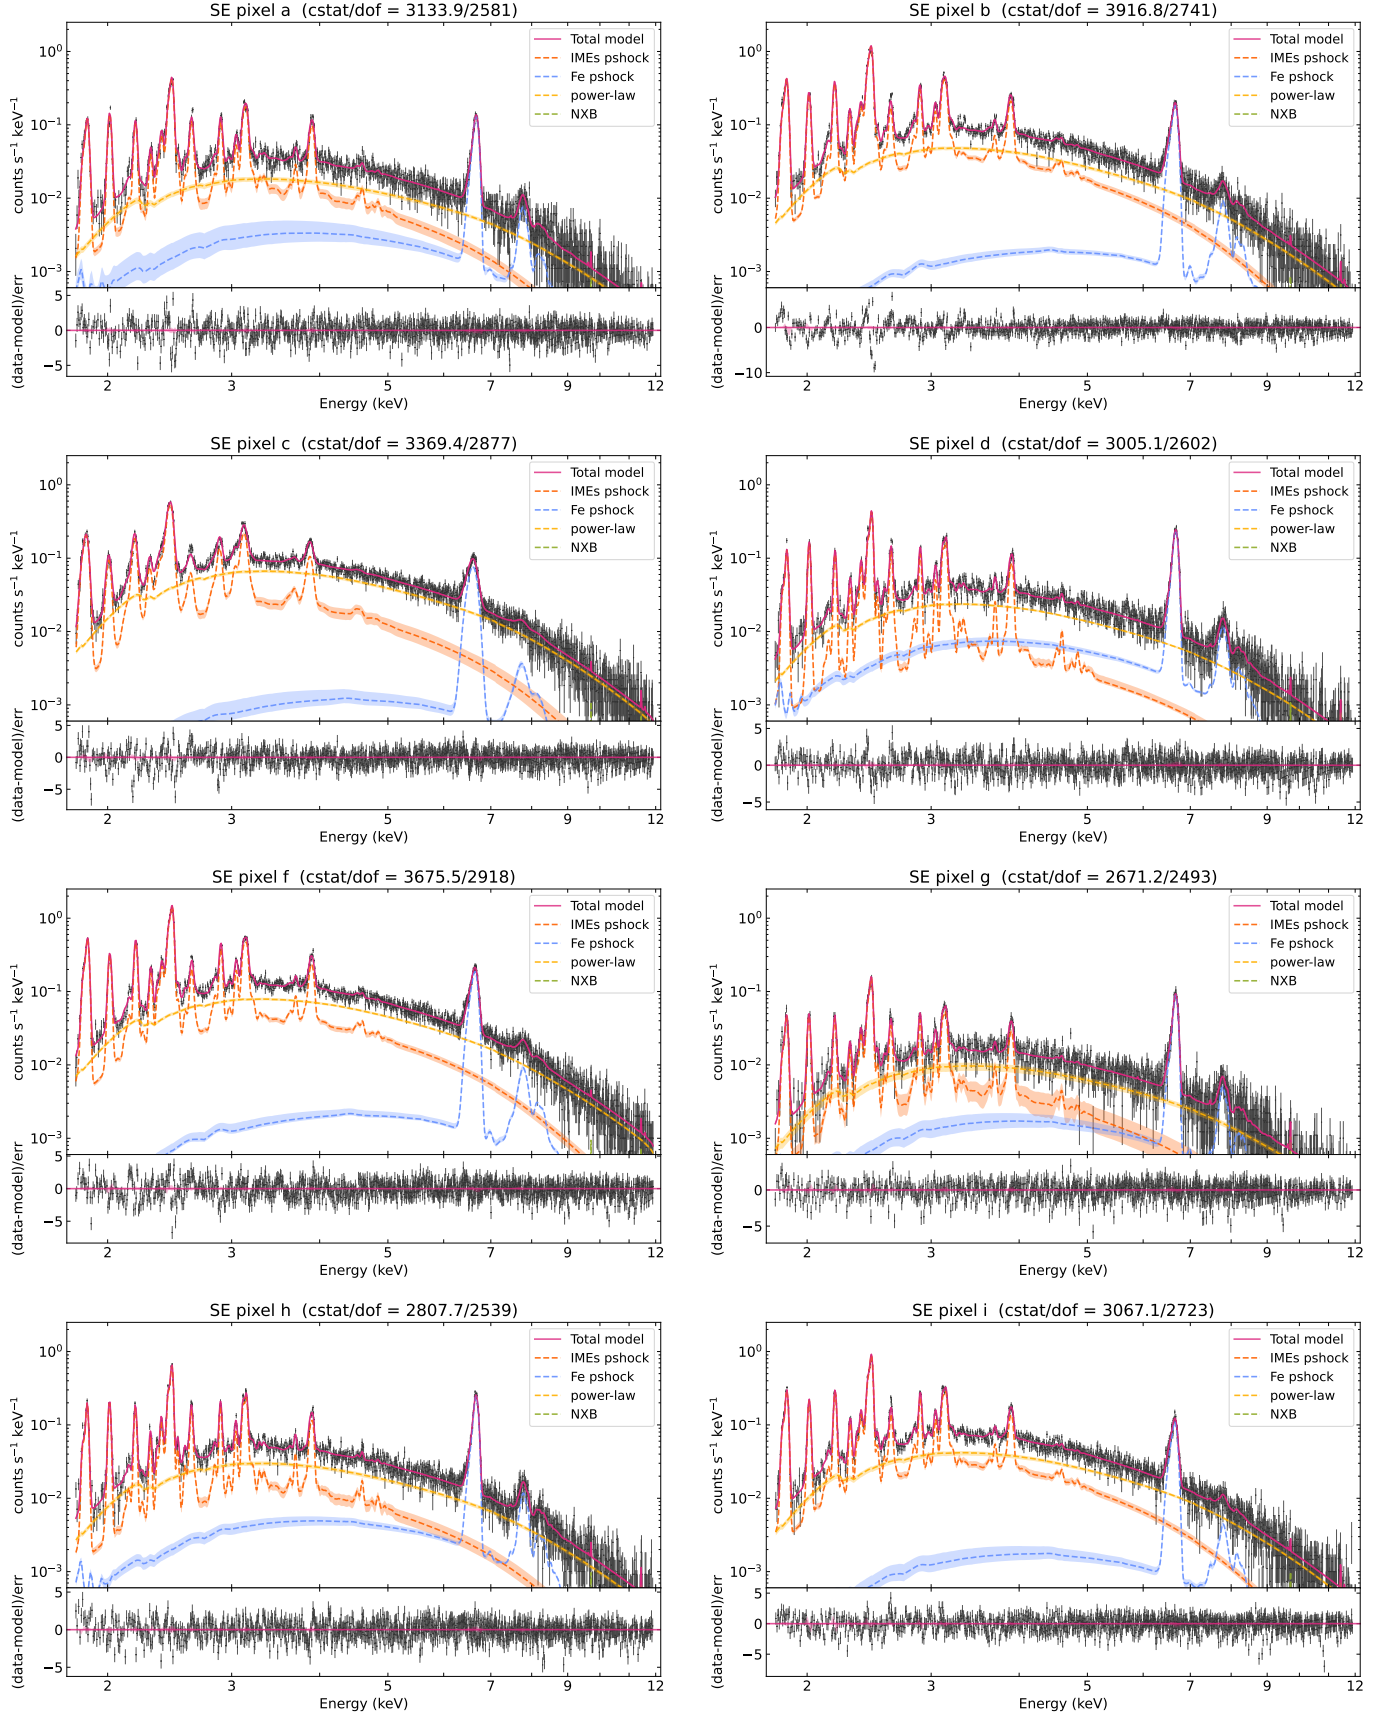 SE pixel a (cstat/dof = 3133.9/2581)
counts s⁻¹ keV⁻¹
10⁰
10⁻¹
10⁻²
10⁻³
Total model
IMEs pshock
Fe pshock
power-law
NXB
(data-model)/err
5
0
−5
2 3 5 7 9 12
Energy (keV)
SE pixel b (cstat/dof = 3916.8/2741)
counts s⁻¹ keV⁻¹
10⁰
10⁻¹
10⁻²
10⁻³
Total model
IMEs pshock
Fe pshock
power-law
NXB
(data-model)/err
0
−10
2 3 5 7 9 12
Energy (keV)
SE pixel c (cstat/dof = 3369.4/2877)
counts s⁻¹ keV⁻¹
10⁰
10⁻¹
10⁻²
10⁻³
Total model
IMEs pshock
Fe pshock
power-law
NXB
(data-model)/err
5
0
−5
2 3 5 7 9 12
Energy (keV)
SE pixel d (cstat/dof = 3005.1/2602)
counts s⁻¹ keV⁻¹
10⁰
10⁻¹
10⁻²
10⁻³
Total model
IMEs pshock
Fe pshock
power-law
NXB
(data-model)/err
5
0
−5
2 3 5 7 9 12
Energy (keV)
SE pixel f (cstat/dof = 3675.5/2918)
counts s⁻¹ keV⁻¹
10⁰
10⁻¹
10⁻²
10⁻³
Total model
IMEs pshock
Fe pshock
power-law
NXB
(data-model)/err
5
0
−5
2 3 5 7 9 12
Energy (keV)
SE pixel g (cstat/dof = 2671.2/2493)
counts s⁻¹ keV⁻¹
10⁰
10⁻¹
10⁻²
10⁻³
Total model
IMEs pshock
Fe pshock
power-law
NXB
(data-model)/err
0
−5
2 3 5 7 9 12
Energy (keV)
SE pixel h (cstat/dof = 2807.7/2539)
counts s⁻¹ keV⁻¹
10⁰
10⁻¹
10⁻²
10⁻³
Total model
IMEs pshock
Fe pshock
power-law
NXB
(data-model)/err
5
0
−5
2 3 5 7 9 12
Energy (keV)
SE pixel i (cstat/dof = 3067.1/2723)
counts s⁻¹ keV⁻¹
10⁰
10⁻¹
10⁻²
10⁻³
Total model
IMEs pshock
Fe pshock
power-law
NXB
(data-model)/err
5
0
−5
2 3 5 7 9 12
Energy (keV)